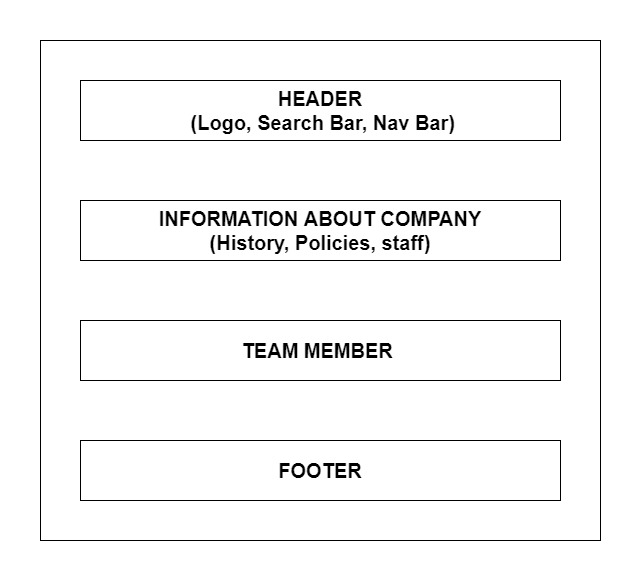 HEADER
(Logo, Search Bar, Nav Bar)
INFORMATION ABOUT COMPANY
(History, Policies, staff)
TEAM MEMBER
FOOTER